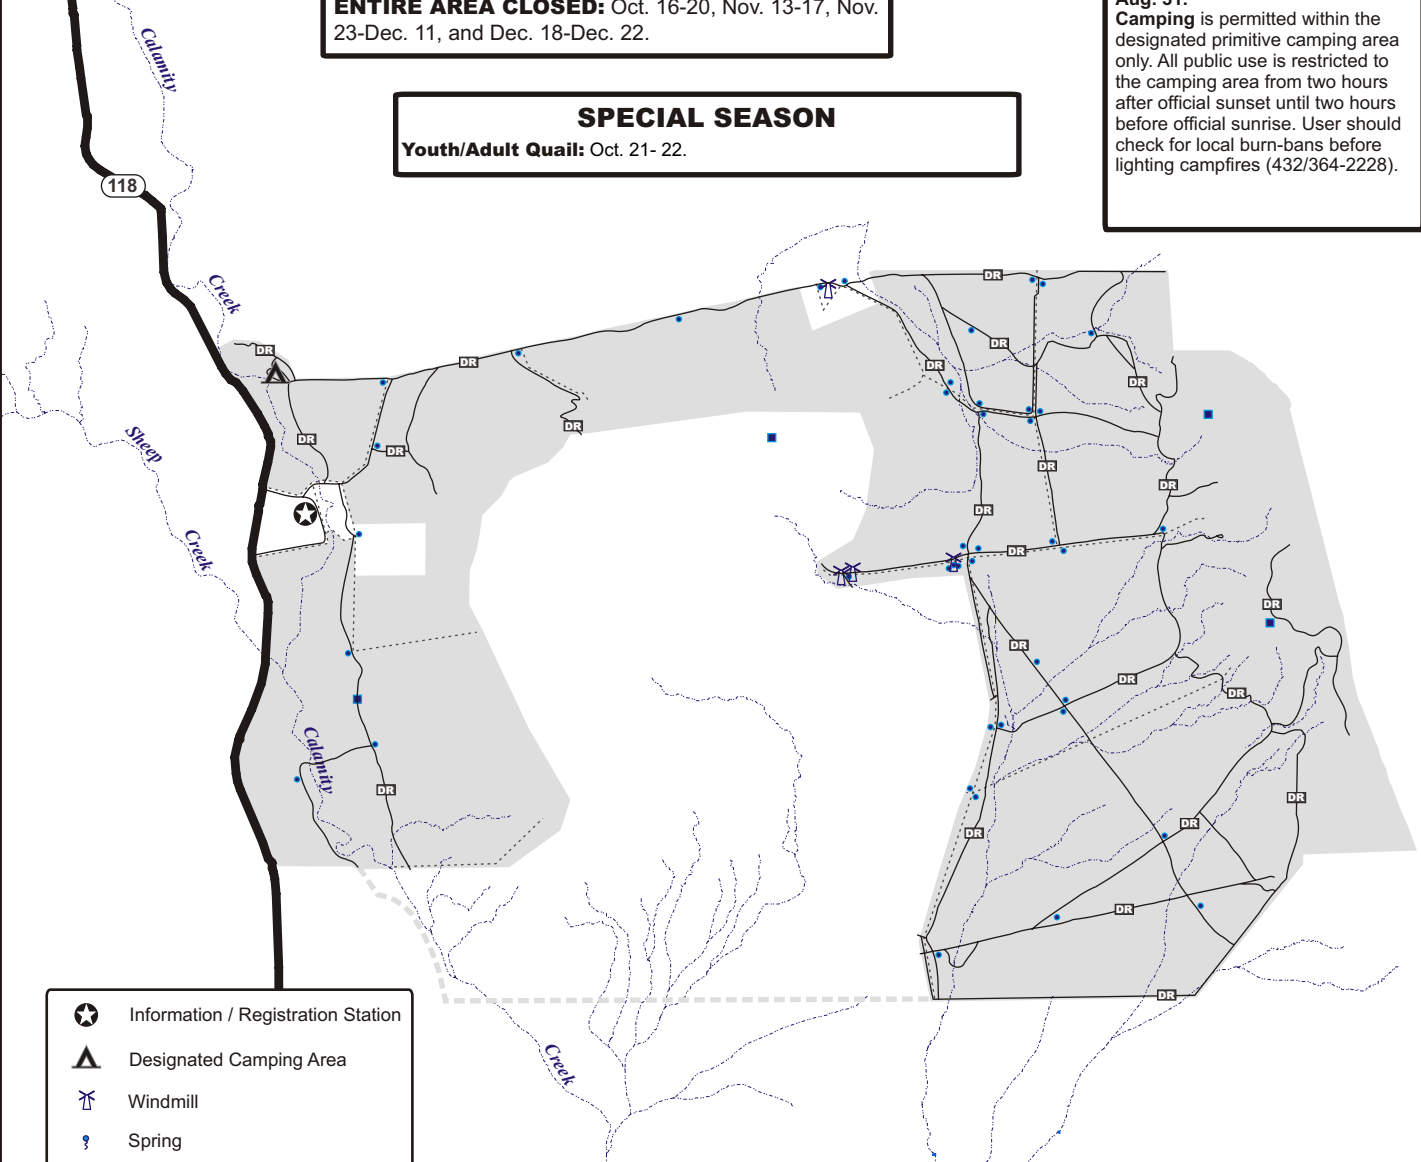 ENTIRE AREA CLOSED: Oct. 16-20, Nov. 13-17, Nov.
23-Dec. 11, and Dec. 18-Dec. 22.
Aug. 31.
Camping is permitted within the
designated primitive camping area
only. All public use is restricted to
the camping area from two hours
after official sunset until two hours
before official sunrise. User should
check for local burn-bans before
lighting campfires (432/364-2228).
SPECIAL SEASON
Youth/Adult Quail: Oct. 21- 22.
Calamity
118
Creek
DR
DR
DR
DR
DR
DR
DR
DR
DR
DR
Sheep
DR
DR
DR
Creek
DR
DR
DR
DR
DR
Calamity
DR
DR
DR
DR
DR
DR
Creek
Information / Registration Station
Designated Camping Area
Windmill
Spring